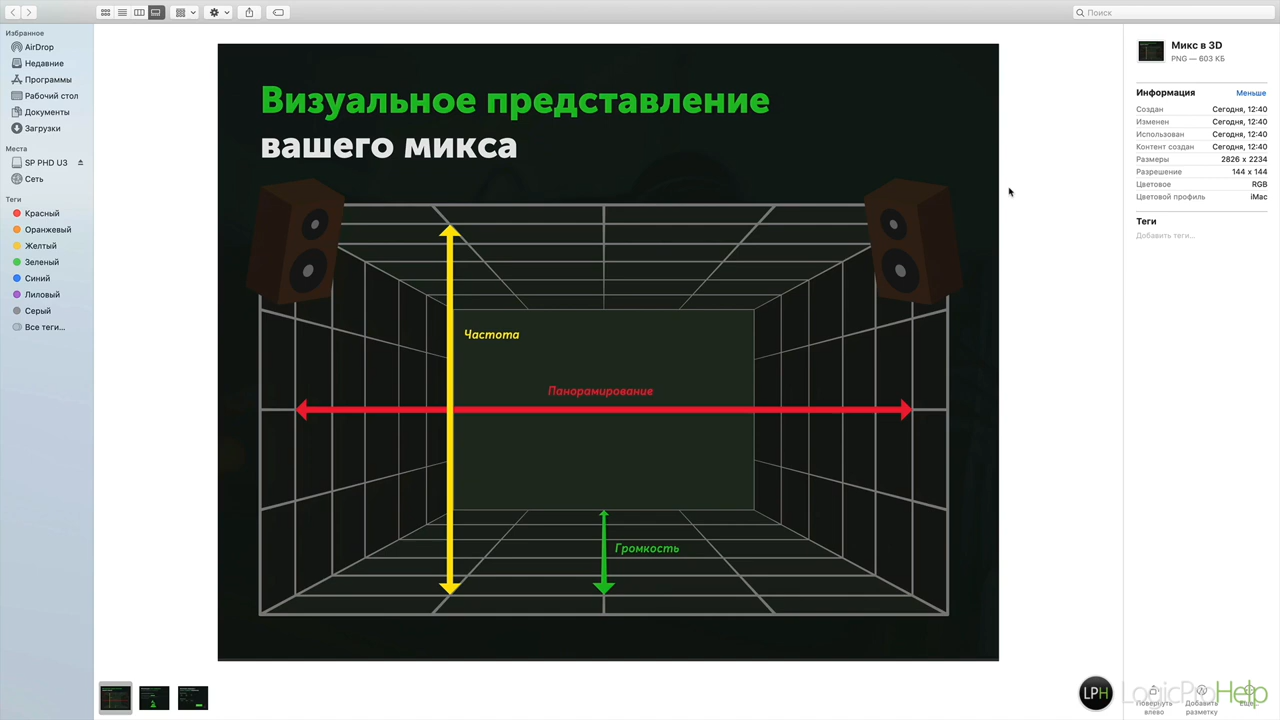 Поиск
Избранное
AirDrop
Недавние
Программы
Рабочий стол
Документы
Загрузки
Места
SP PHD U3
Сеть
Теги
Красный
Оранжевый
Желтый
Зеленый
Синий
Лиловый
Серый
Все теги...
Визуальное представление
вашего микса
Частота
Панорамирование
Громкость
Микс в 3D
PNG — 603 КБ
Информация Меньше
Создан Сегодня, 12:40
Изменен Сегодня, 12:40
Использован Сегодня, 12:40
Контент создан Сегодня, 12:40
Размеры 2826 x 2234
Разрешение 144 x 144
Цветовое RGB
Цветовой профиль iMac
Теги
Добавить теги...
LPH LogicProHelp
Повернуть влево
Добавить разметку
Ещё...